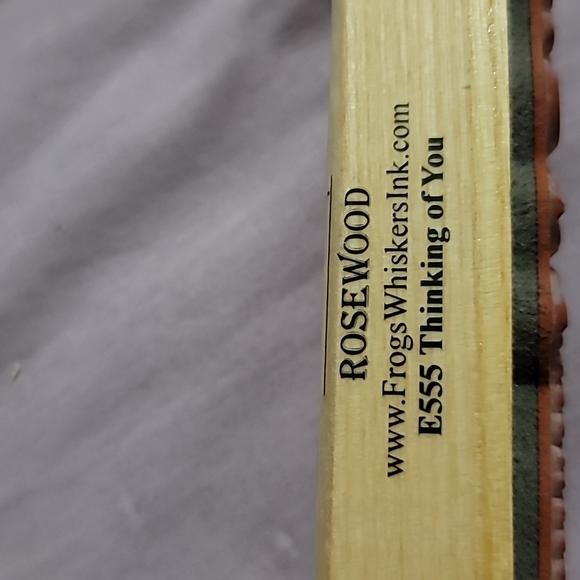 ROSEWOOD
www.FrogsWhiskersInk.com
E555 Thinking of You